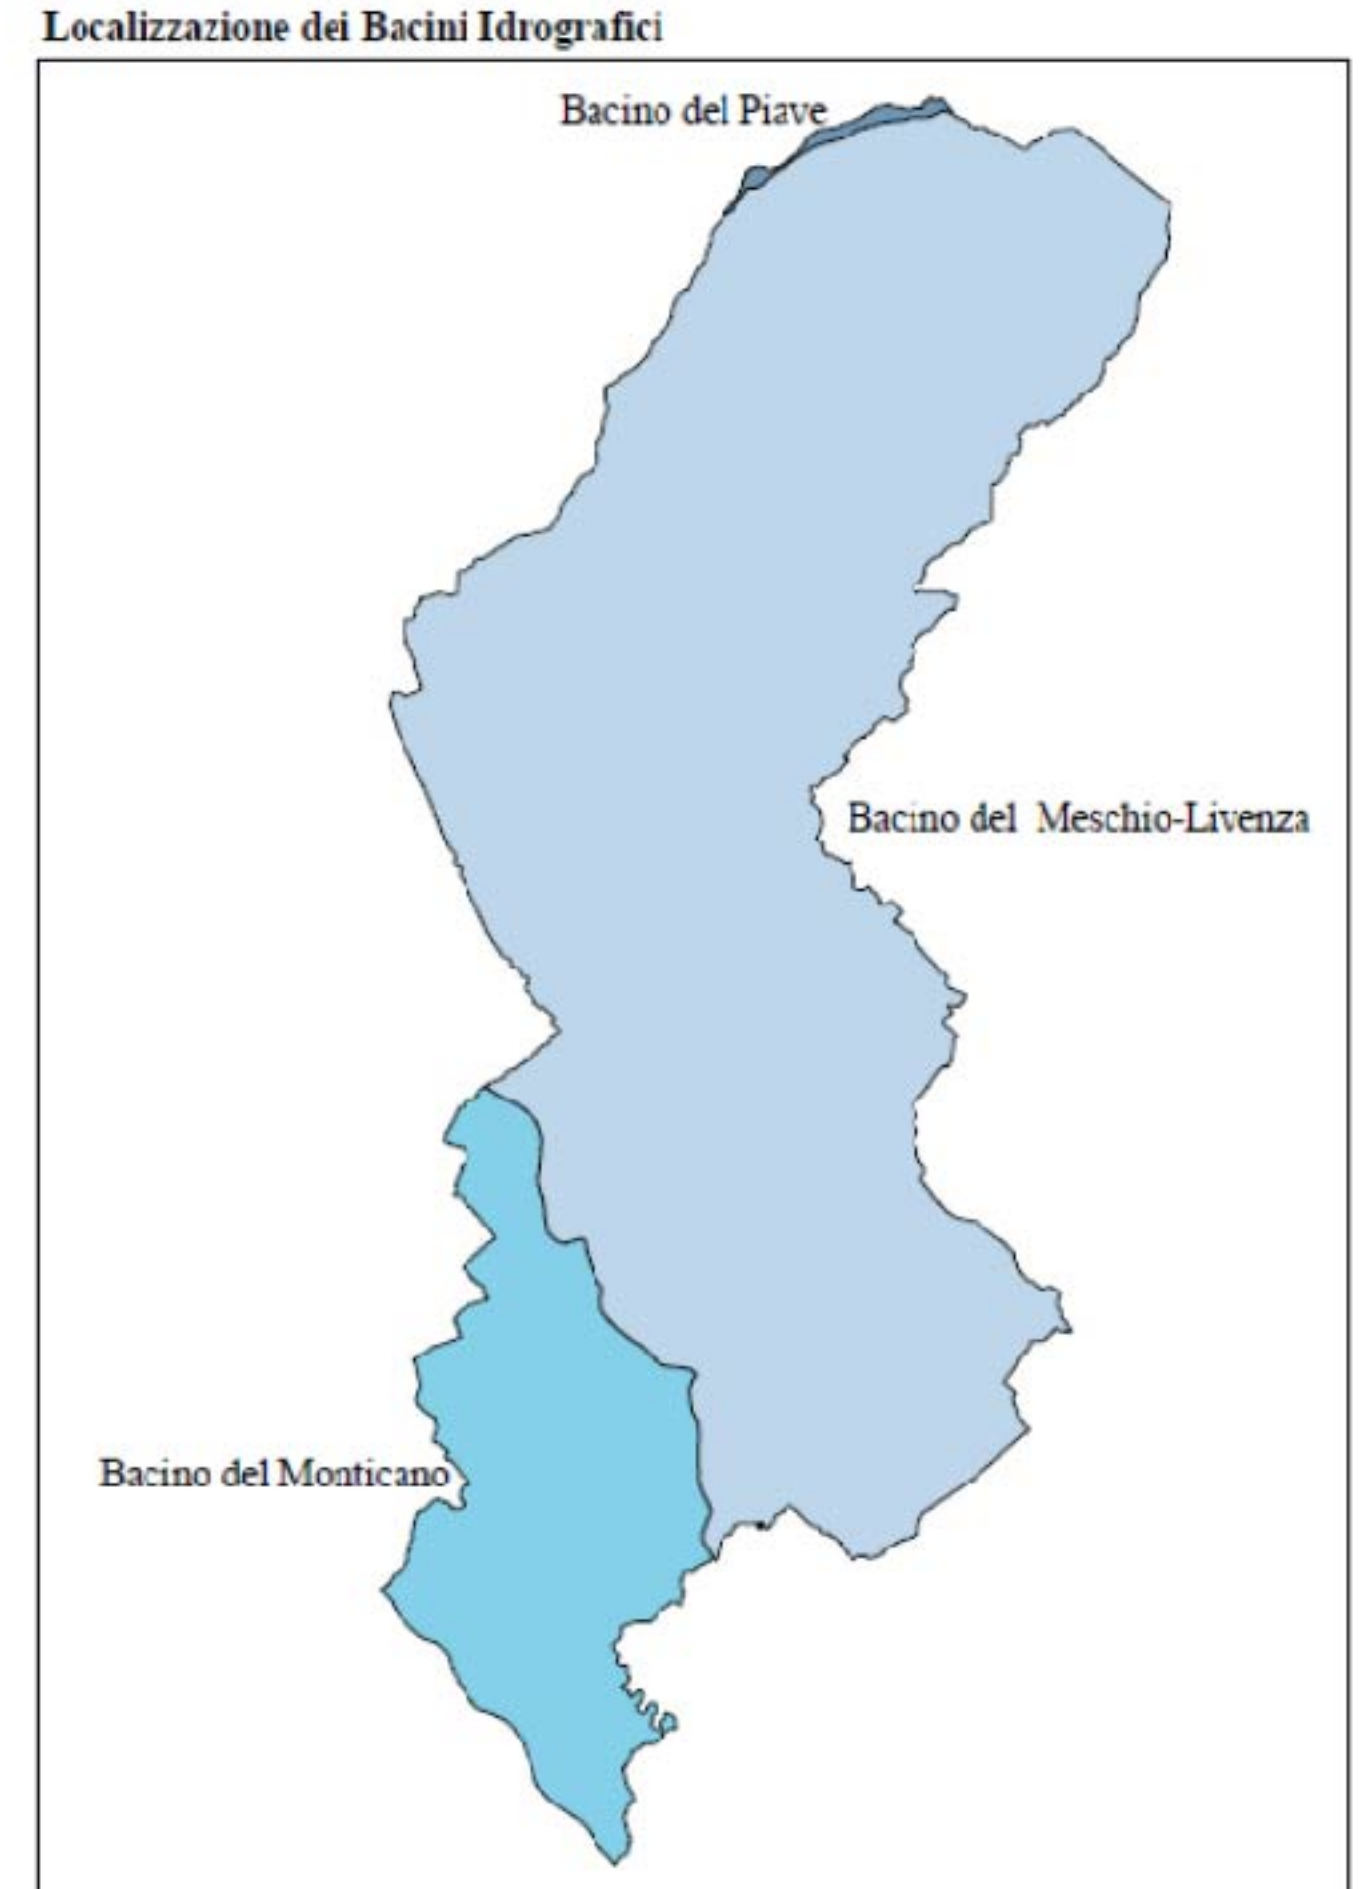 Localizzazione dei Bacini Idrografici
Bacino del Piave
Bacino del Meschio-Livenza
Bacino del Monticano